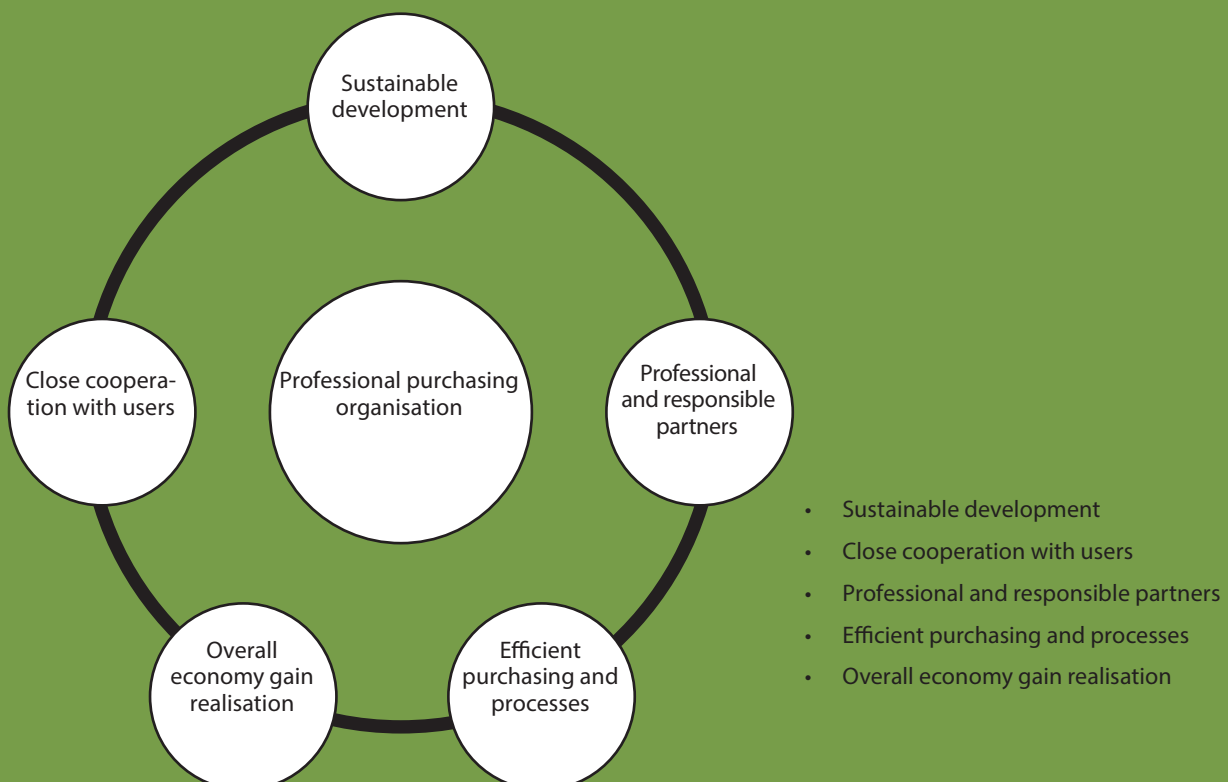 Sustainable
development
Close coopera-
tion with users
Professional purchasing
organisation
Professional
and responsible
partners
Overall
economy gain
realisation
Efficient
purchasing and
processes
• Sustainable development
• Close cooperation with users
• Professional and responsible partners
• Efficient purchasing and processes
• Overall economy gain realisation